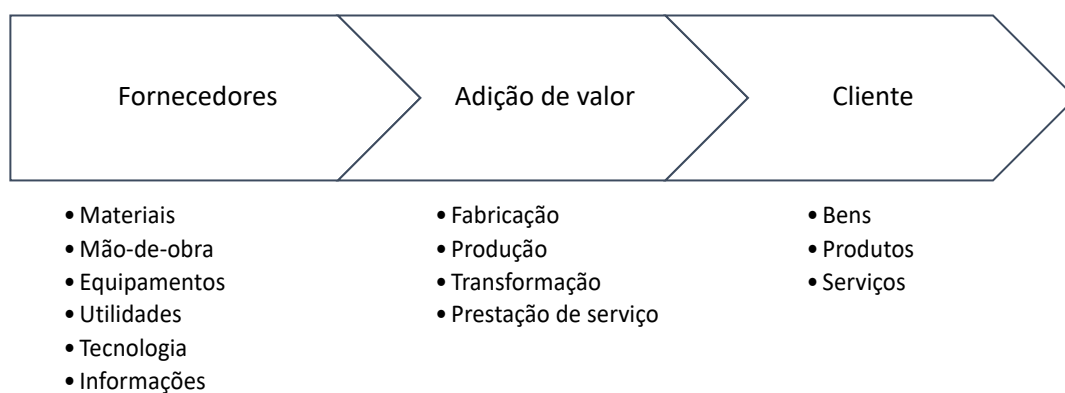 Fornecedores
Adição de valor
Cliente
• Materiais
• Mão-de-obra
• Equipamentos
• Utilidades
• Tecnologia
• Informações
• Fabricação
• Produção
• Transformação
• Prestação de serviço
• Bens
• Produtos
• Serviços